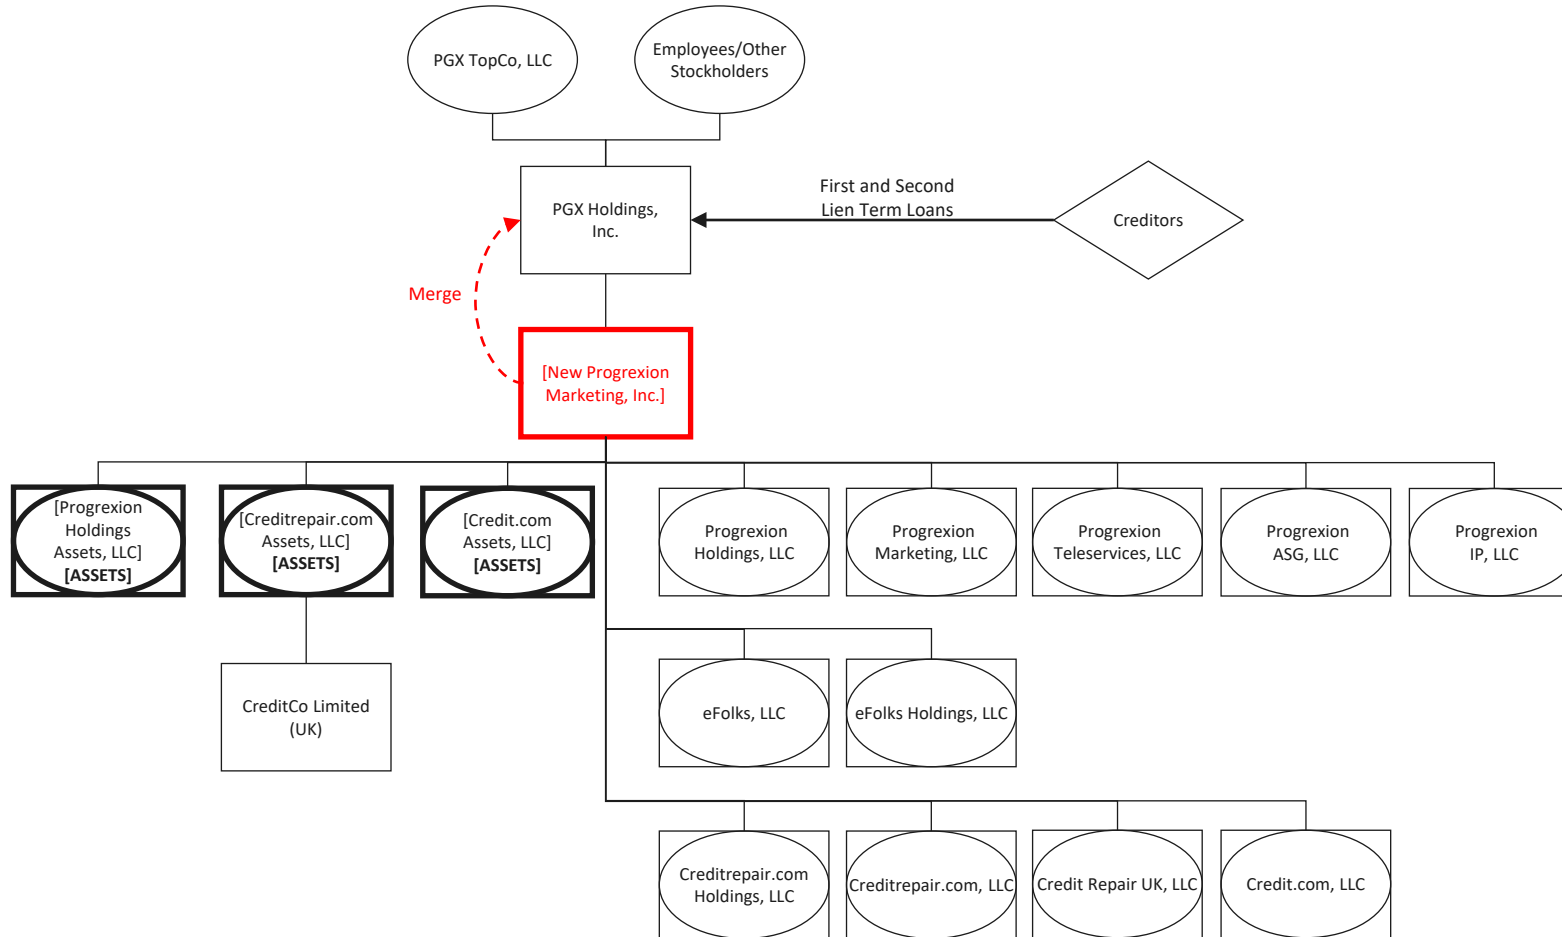 PGX TopCo, LLC
Employees/Other
Stockholders
PGX Holdings,
Inc.
First and Second
Lien Term Loans
Creditors
Merge
[New Progrexion
Marketing, Inc.]
[Progrexion
Holdings
Assets, LLC]
[ASSETS]
[Creditrepair.com
Assets, LLC]
[ASSETS]
[Credit.com
Assets, LLC]
[ASSETS]
Progrexion
Holdings, LLC
Progrexion
Marketing, LLC
Progrexion
Teleservices, LLC
Progrexion
ASG, LLC
Progrexion
IP, LLC
CreditCo Limited
(UK)
eFolks, LLC
eFolks Holdings, LLC
Creditrepair.com
Holdings, LLC
Creditrepair.com, LLC
Credit Repair UK, LLC
Credit.com, LLC